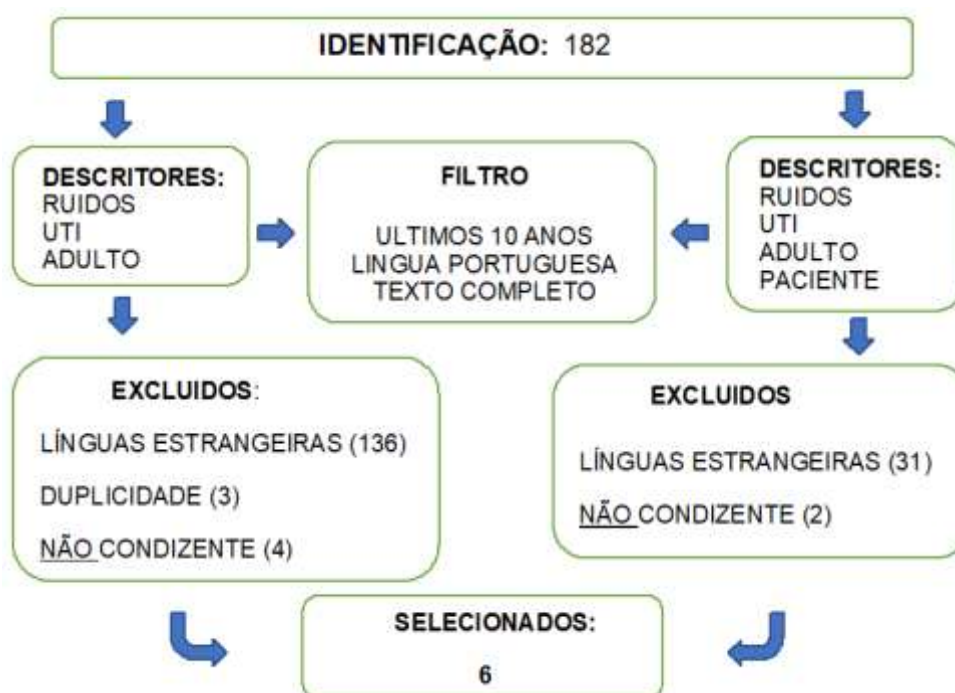 IDENTIFICAÇÃO: 182
DESCRITORES:
RUIDOS
UTI
ADULTO
FILTRO
ULTIMOS 10 ANOS
LINGUA PORTUGUESA
TEXTO COMPLETO
DESCRITORES:
RUIDOS
UTI
ADULTO
PACIENTE
EXCLUIDOS:
LÍNGUAS ESTRANGEIRAS (136)
DUPLICIDADE (3)
NÃO CONDIZENTE (4)
EXCLUIDOS
LÍNGUAS ESTRANGEIRAS (31)
NÃO CONDIZENTE (2)
SELECIONADOS:
6